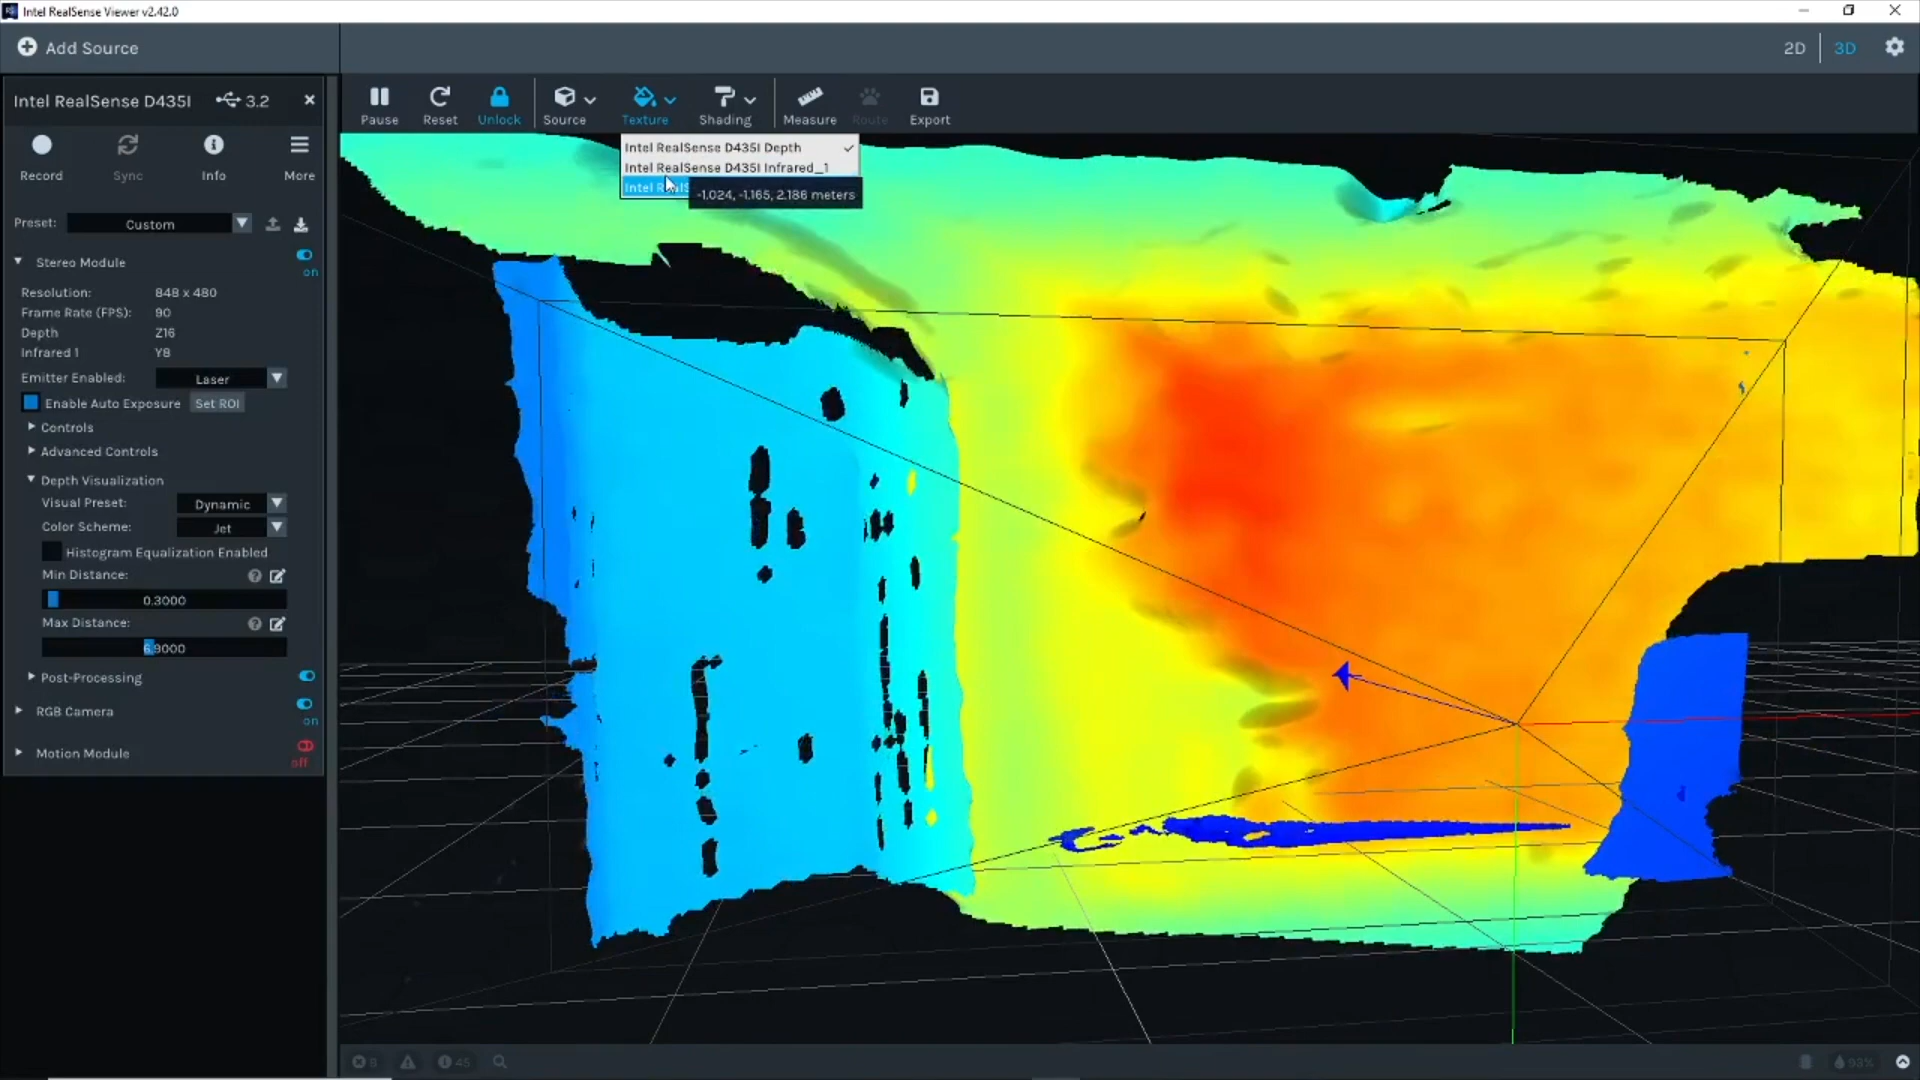 Intel RealSense Viewer v2.42.0
Add Source
2D
3D
Intel RealSense D435I
3.2
Pause
Reset
Unlock
Source
Texture
Shading
Measure
Route
Export
Intel RealSense D435I Depth
Intel RealSense D435I Infrared_1
Intel RealS
-1.024, -1.165, 2.186 meters
Record
Sync
Info
More
Preset:
Custom
Stereo Module
on
Resolution: 848 x 480
Frame Rate (FPS): 90
Depth Z16
Infrared 1 Y8
Emitter Enabled: Laser
Enable Auto Exposure Set ROI
Controls
Advanced Controls
Depth Visualization
Visual Preset: Dynamic
Color Scheme: Jet
Histogram Equalization Enabled
Min Distance:
0.3000
Max Distance:
6.9000
Post-Processing
RGB Camera
on
Motion Module
off
45
93%